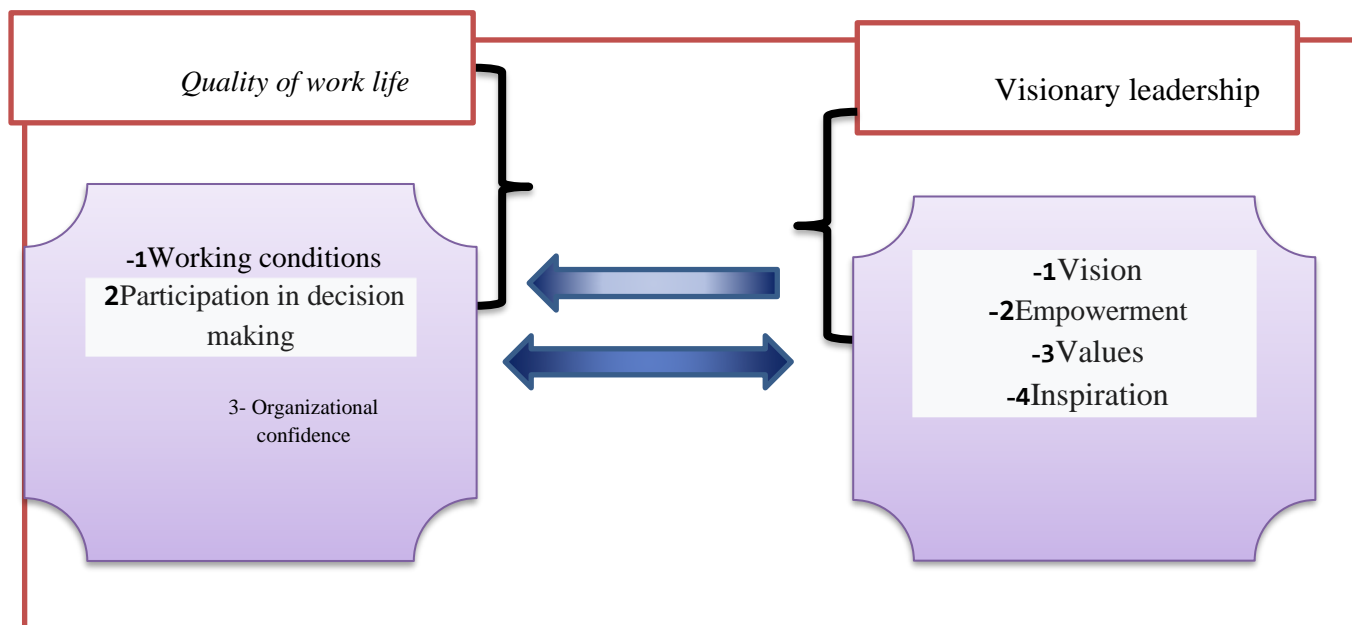 Quality of work life
Visionary leadership
-1Working conditions
2Participation in decision
making
3- Organizational
confidence
-1Vision
-2Empowerment
-3Values
-4Inspiration